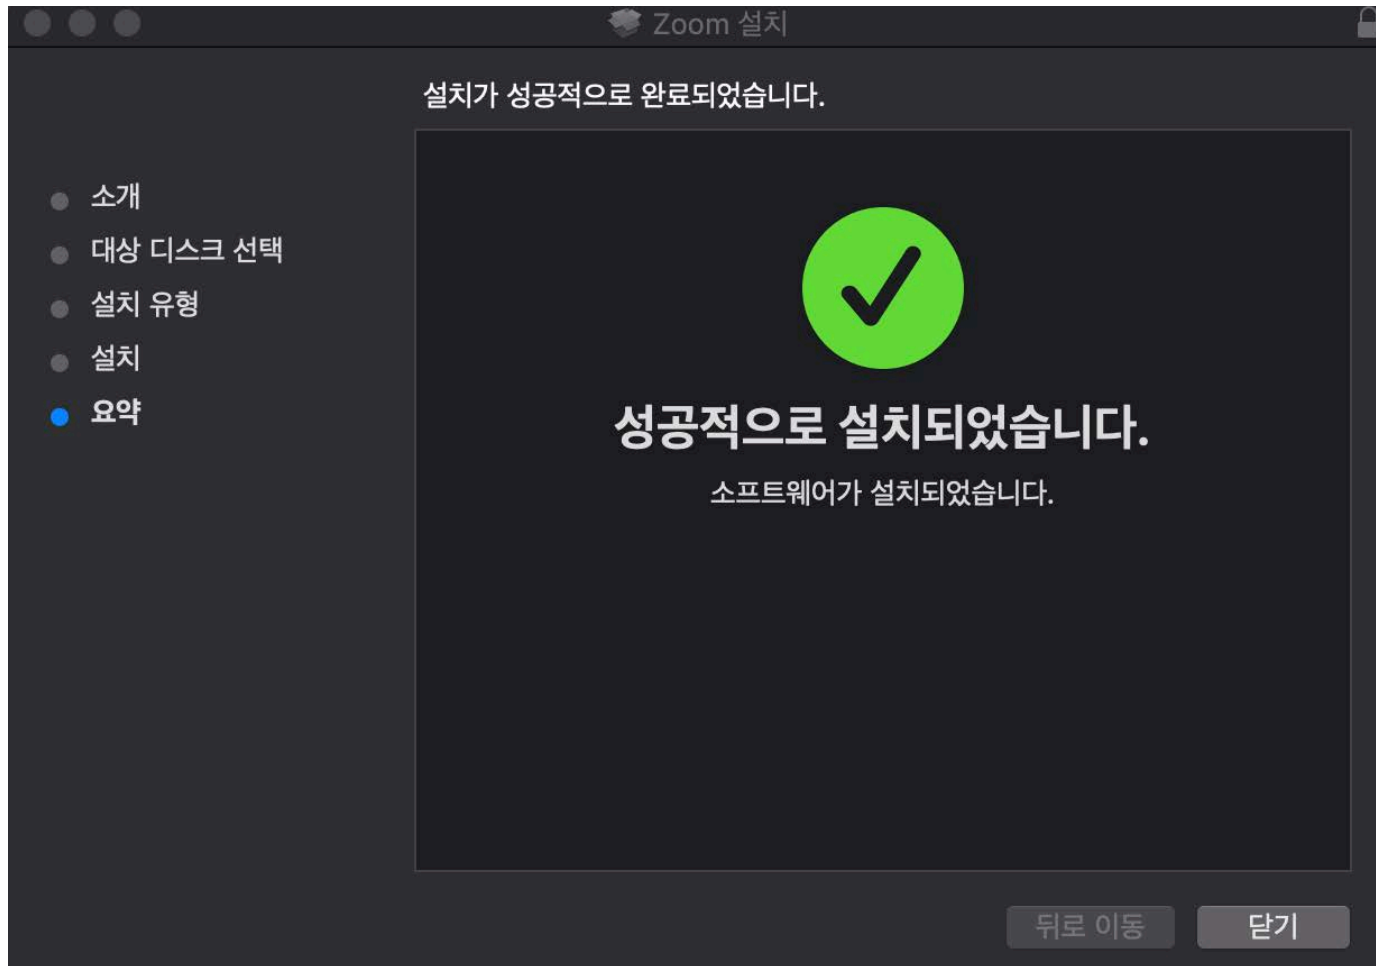 Zoom 설치
설치가 성공적으로 완료되었습니다.
소개
대상 디스크 선택
설치 유형
설치
요약
성공적으로 설치되었습니다.
소프트웨어가 설치되었습니다.
뒤로 이동
닫기